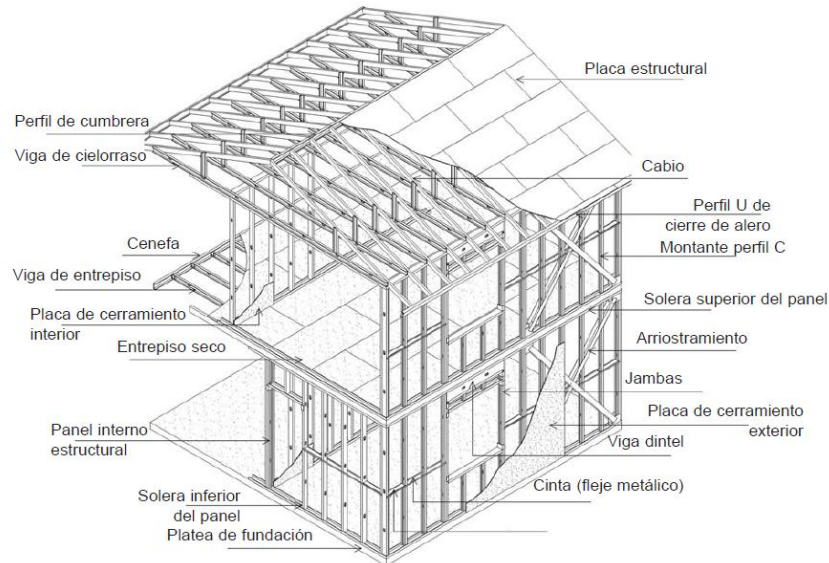 Placa estructural
Perfil de cumbrera
Viga de cielorraso
Cabio
Perfil U de
cierre de alero
Montante perfil C
Cenefa
Viga de entrepiso
Solera superior del panel
Placa de cerramiento
interior
Entrepiso seco
Arriostramiento
Jambas
Placa de cerramiento
exterior
Panel interno
estructural
Viga dintel
Cinta (fleje metálico)
Solera inferior
del panel
Platea de fundación